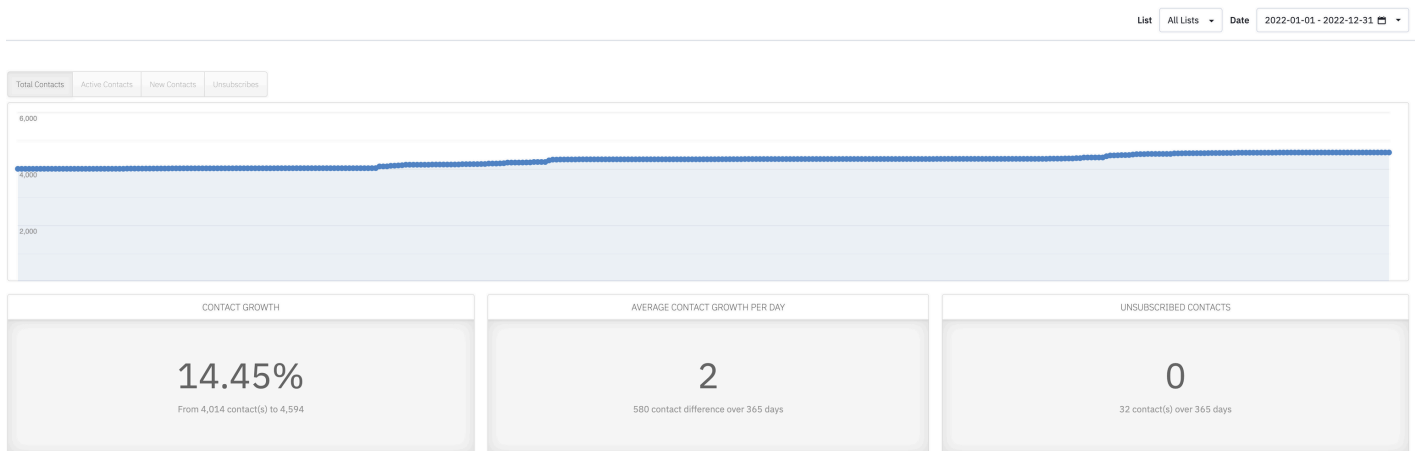 List All Lists Date 2022-01-01 - 2022-12-31
Total Contacts Active Contacts New Contacts Unsubscribes
6,000
4,000
2,000
CONTACT GROWTH
14.45%
From 4,014 contact(s) to 4,594
AVERAGE CONTACT GROWTH PER DAY
2
580 contact difference over 365 days
UNSUBSCRIBED CONTACTS
0
32 contact(s) over 365 days